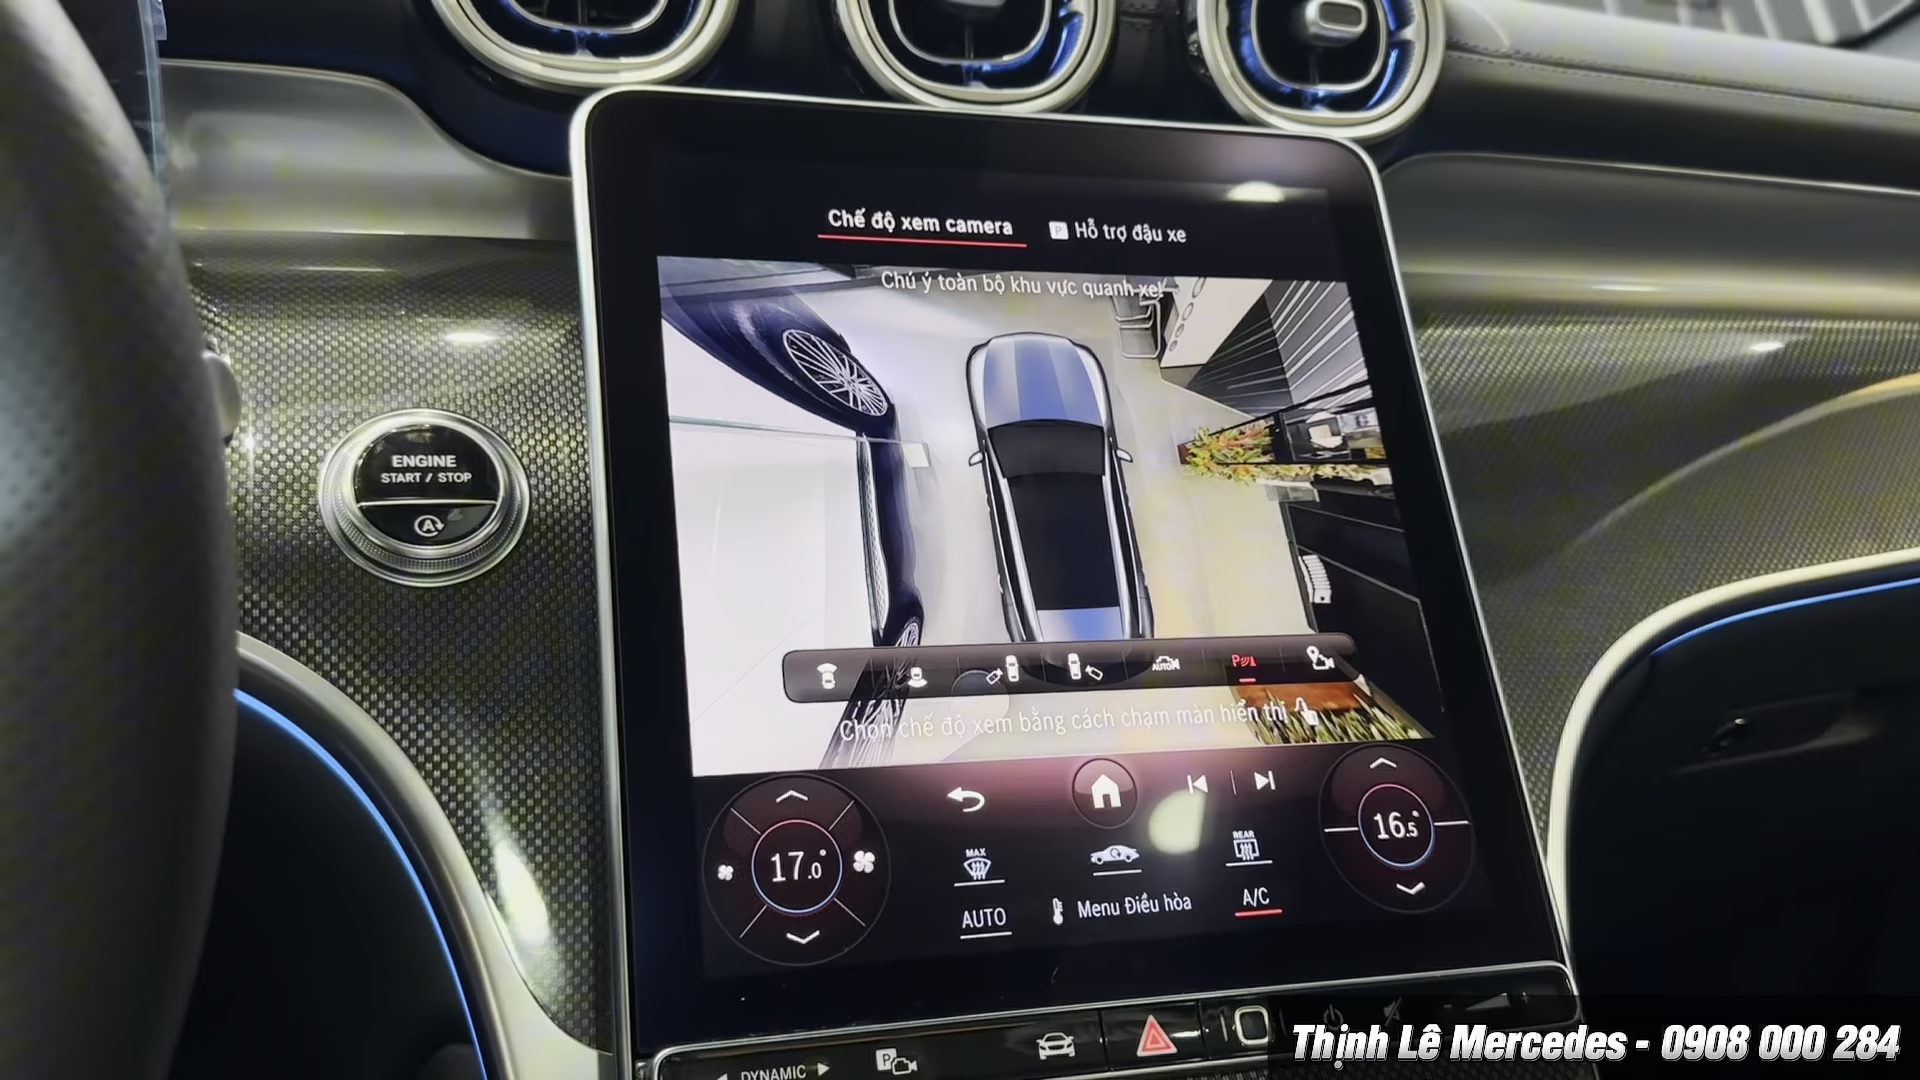 Chế độ xem camera
P Hỗ trợ đậu xe
Chú ý toàn bộ khu vực quanh xe!
ENGINE
START / STOP
A
AUTO
P
Chọn chế độ xem bằng cách chạm màn hiển thị
17.0°
16.5°
MAX
REAR
AUTO
Menu Điều hòa
A/C
DYNAMIC
P
Thịnh Lê Mercedes - 0908 000 284